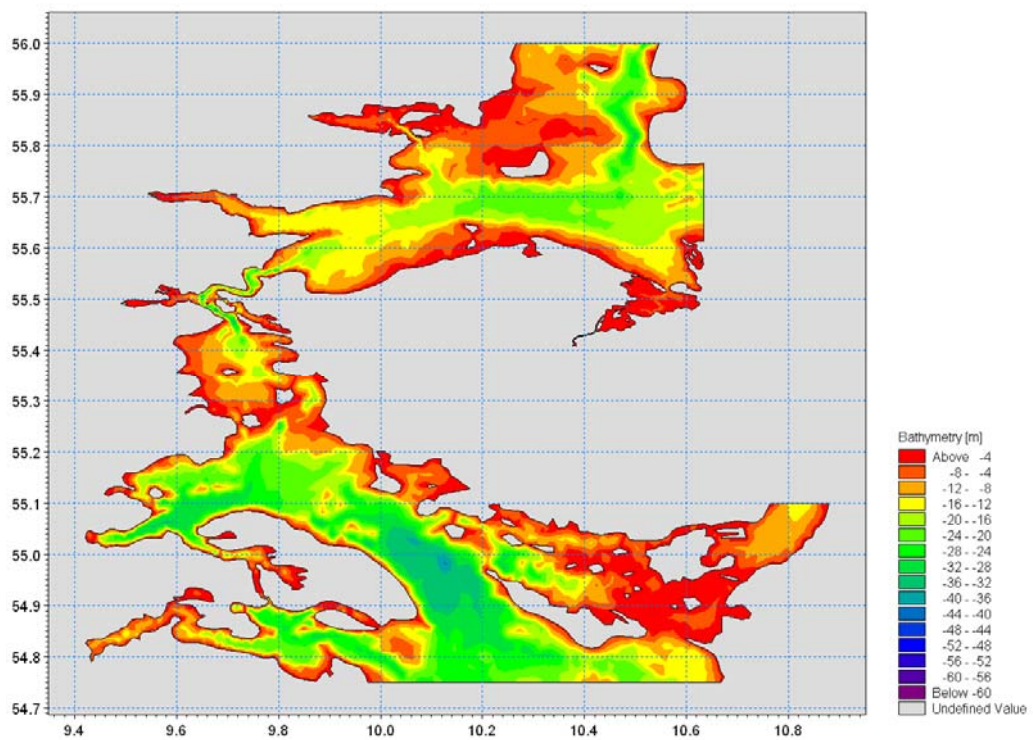 56.0
55.9
55.8
55.7
55.6
55.5
55.4
55.3
55.2
55.1
55.0
54.9
54.8
54.7
9.4 9.6 9.8 10.0 10.2 10.4 10.6 10.8
Bathymetry [m]
Above -4
-8 - -4
-12 - -8
-16 - -12
-20 - -16
-24 - -20
-28 - -24
-32 - -28
-36 - -32
-40 - -36
-44 - -40
-48 - -44
-52 - -48
-56 - -52
-60 - -56
Below -60
Undefined Value